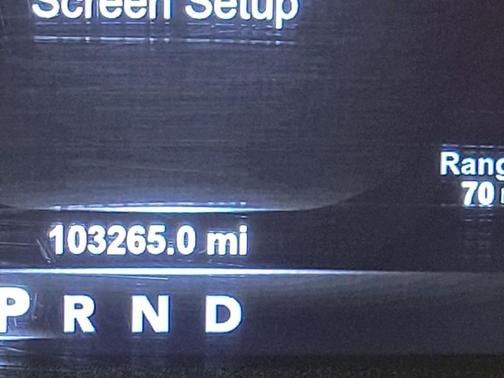 Screen Setup
Rang
70
103265.0 mi
P R N D